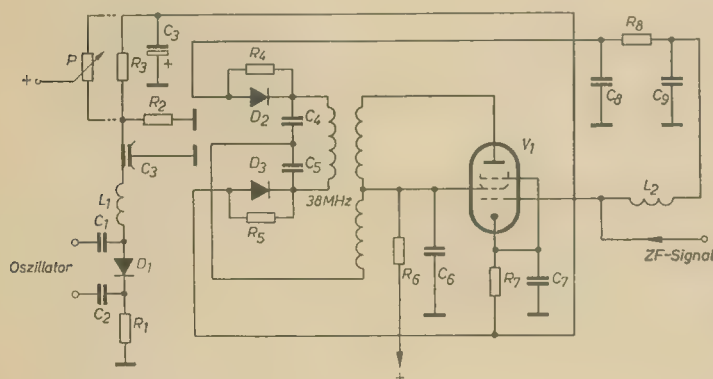 P
+
R3
C3
+
R2
C3
L1
C1
Oszillator
D1
C2
R1
R4
D2
C4
C5
D3
R5
38MHz
V1
R6
C6
R7
C7
+
R8
C8
C9
L2
ZF-Signal